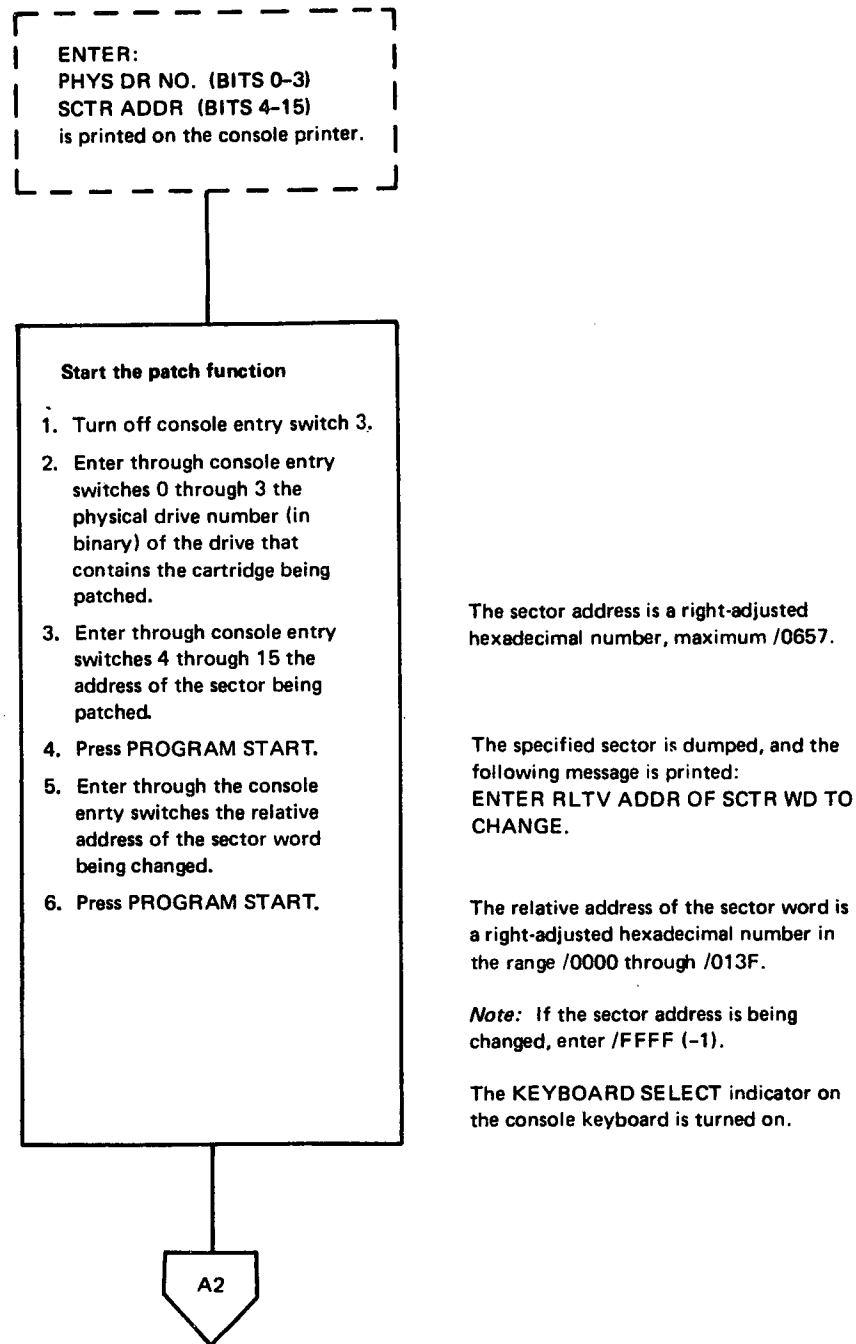 ENTER:
PHYS DR NO. (BITS 0–3)
SCTR ADDR (BITS 4–15)
is printed on the console printer.
Start the patch function
1. Turn off console entry switch 3.
2. Enter through console entry
switches 0 through 3 the
physical drive number (in
binary) of the drive that
contains the cartridge being
patched.
3. Enter through console entry
switches 4 through 15 the
address of the sector being
patched.
4. Press PROGRAM START.
5. Enter through the console
enrty switches the relative
address of the sector word
being changed.
6. Press PROGRAM START.
The sector address is a right-adjusted
hexadecimal number, maximum /0657.
The specified sector is dumped, and the
following message is printed:
ENTER RLTV ADDR OF SCTR WD TO
CHANGE.
The relative address of the sector word is
a right-adjusted hexadecimal number in
the range /0000 through /013F.
Note: If the sector address is being
changed, enter /FFFF (–1).
The KEYBOARD SELECT indicator on
the console keyboard is turned on.
A2